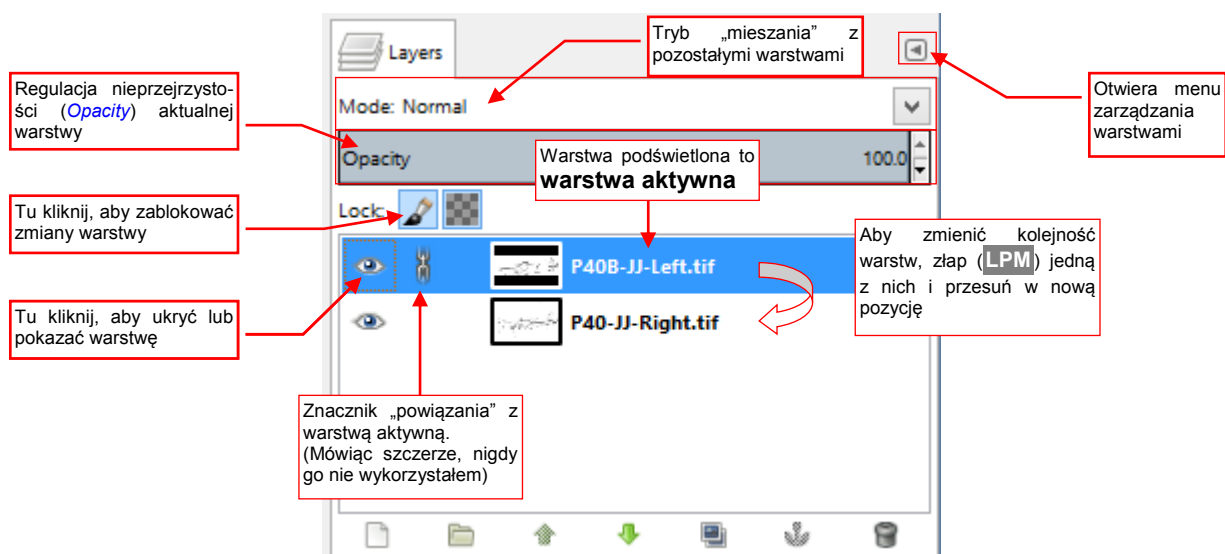 Layers
Tryb „mieszania” z
pozostałymi warstwami
Regulacja nieprzejrzysto-
ści (Opacity) aktualnej
warstwy
Otwiera menu
zarządzania
warstwami
Mode: Normal
Opacity
100.0
Warstwa podświetlona to
warstwa aktywna
Tu kliknij, aby zablokować
zmiany warstwy
Lock:
Aby zmienić kolejność
warstw, złap (LPM) jedną
z nich i przesuń w nową
pozycję
P40B-JJ-Left.tif
Tu kliknij, aby ukryć lub
pokazać warstwę
P40-JJ-Right.tif
Znacznik „powiązania” z
warstwą aktywną.
(Mówiąc szczerze, nigdy
go nie wykorzystałem)